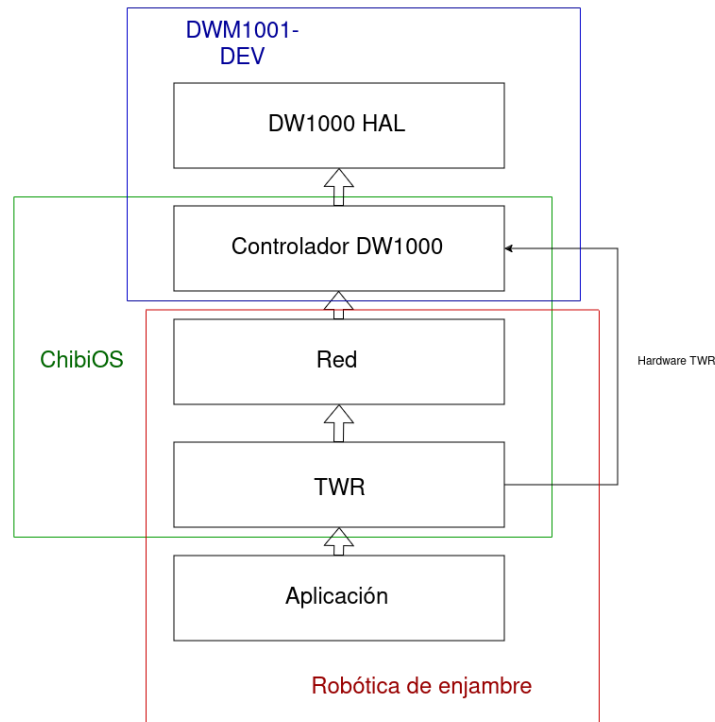 DWM1001-
DEV
DW1000 HAL
Controlador DW1000
ChibiOS
Red
Hardware TWR
TWR
Aplicación
Robótica de enjambre